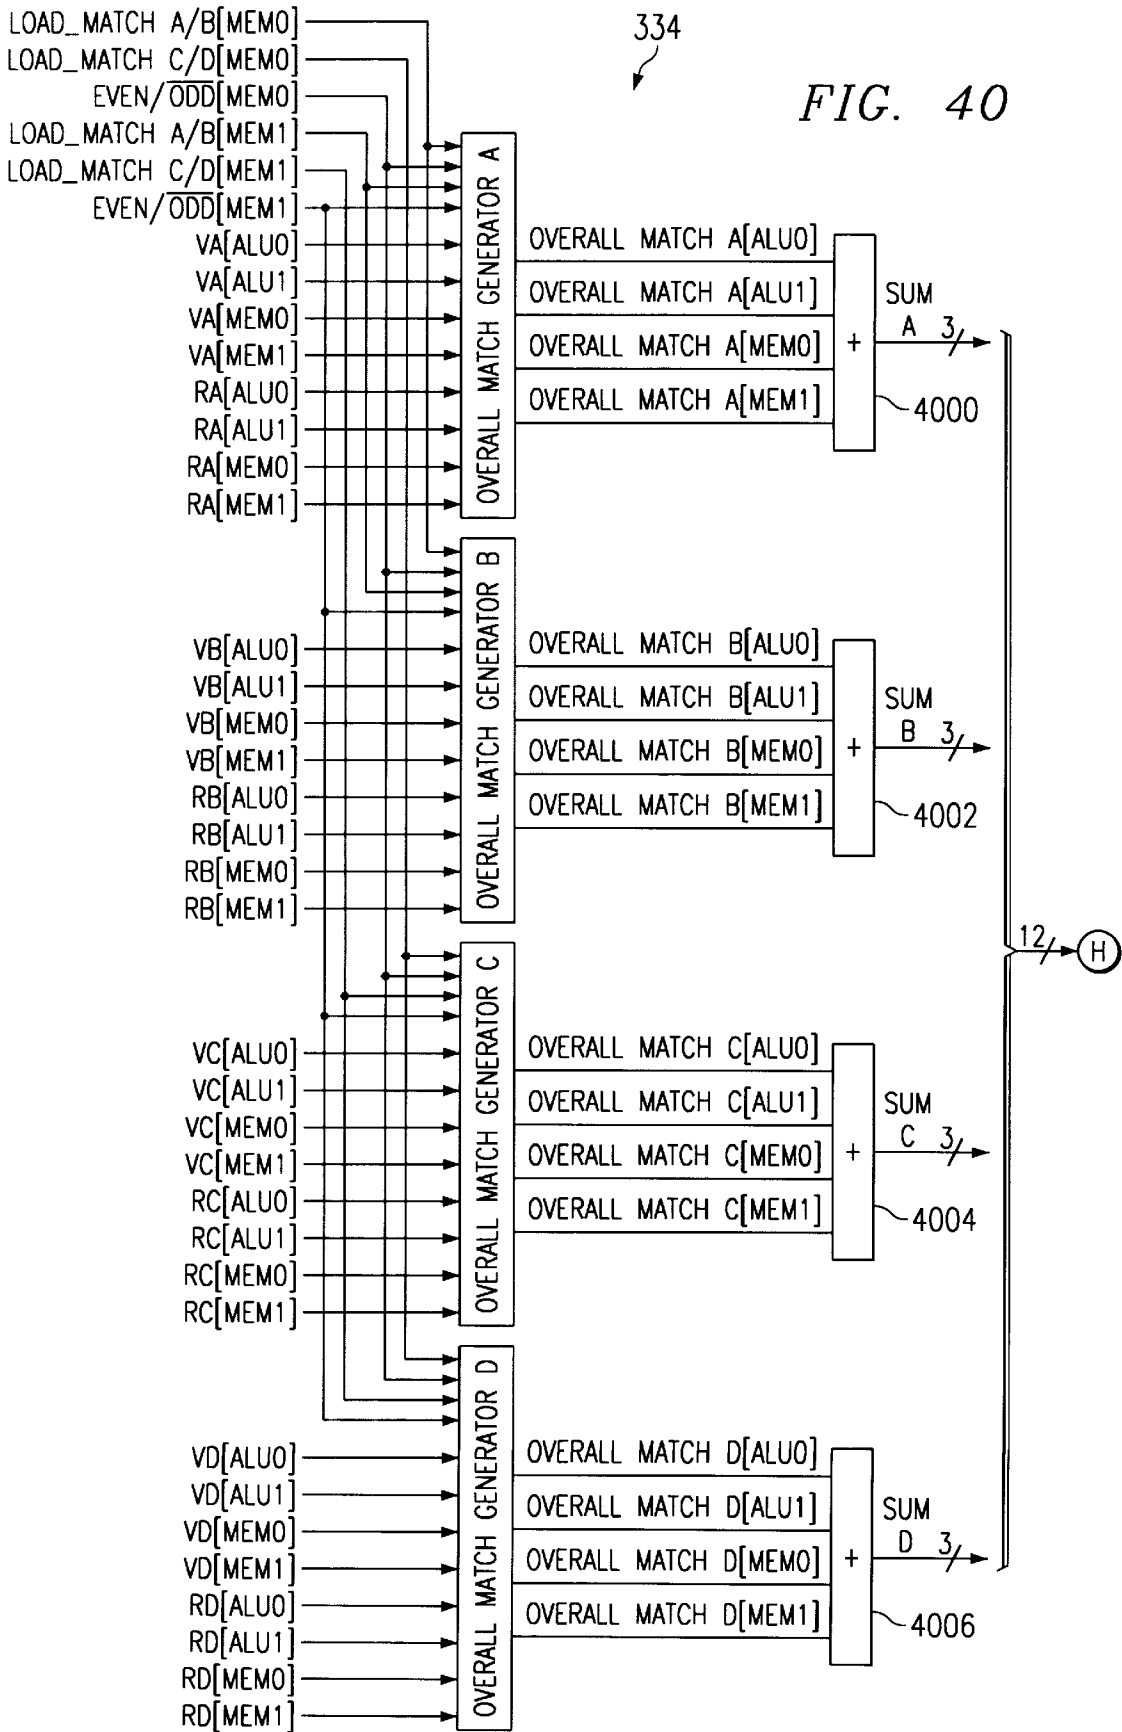 334
FIG. 40
LOAD_MATCH A/B[MEM0]
LOAD_MATCH C/D[MEM0]
EVEN/O̅D̅D̅[MEM0]
LOAD_MATCH A/B[MEM1]
LOAD_MATCH C/D[MEM1]
EVEN/O̅D̅D̅[MEM1]
VA[ALU0]
VA[ALU1]
VA[MEM0]
VA[MEM1]
RA[ALU0]
RA[ALU1]
RA[MEM0]
RA[MEM1]
OVERALL MATCH GENERATOR A
OVERALL MATCH A[ALU0]
OVERALL MATCH A[ALU1]
OVERALL MATCH A[MEM0]
OVERALL MATCH A[MEM1]
+
SUM
A 3
4000
VB[ALU0]
VB[ALU1]
VB[MEM0]
VB[MEM1]
RB[ALU0]
RB[ALU1]
RB[MEM0]
RB[MEM1]
OVERALL MATCH GENERATOR B
OVERALL MATCH B[ALU0]
OVERALL MATCH B[ALU1]
OVERALL MATCH B[MEM0]
OVERALL MATCH B[MEM1]
+
SUM
B 3
4002
12
H
VC[ALU0]
VC[ALU1]
VC[MEM0]
VC[MEM1]
RC[ALU0]
RC[ALU1]
RC[MEM0]
RC[MEM1]
OVERALL MATCH GENERATOR C
OVERALL MATCH C[ALU0]
OVERALL MATCH C[ALU1]
OVERALL MATCH C[MEM0]
OVERALL MATCH C[MEM1]
+
SUM
C 3
4004
VD[ALU0]
VD[ALU1]
VD[MEM0]
VD[MEM1]
RD[ALU0]
RD[ALU1]
RD[MEM0]
RD[MEM1]
OVERALL MATCH GENERATOR D
OVERALL MATCH D[ALU0]
OVERALL MATCH D[ALU1]
OVERALL MATCH D[MEM0]
OVERALL MATCH D[MEM1]
+
SUM
D 3
4006